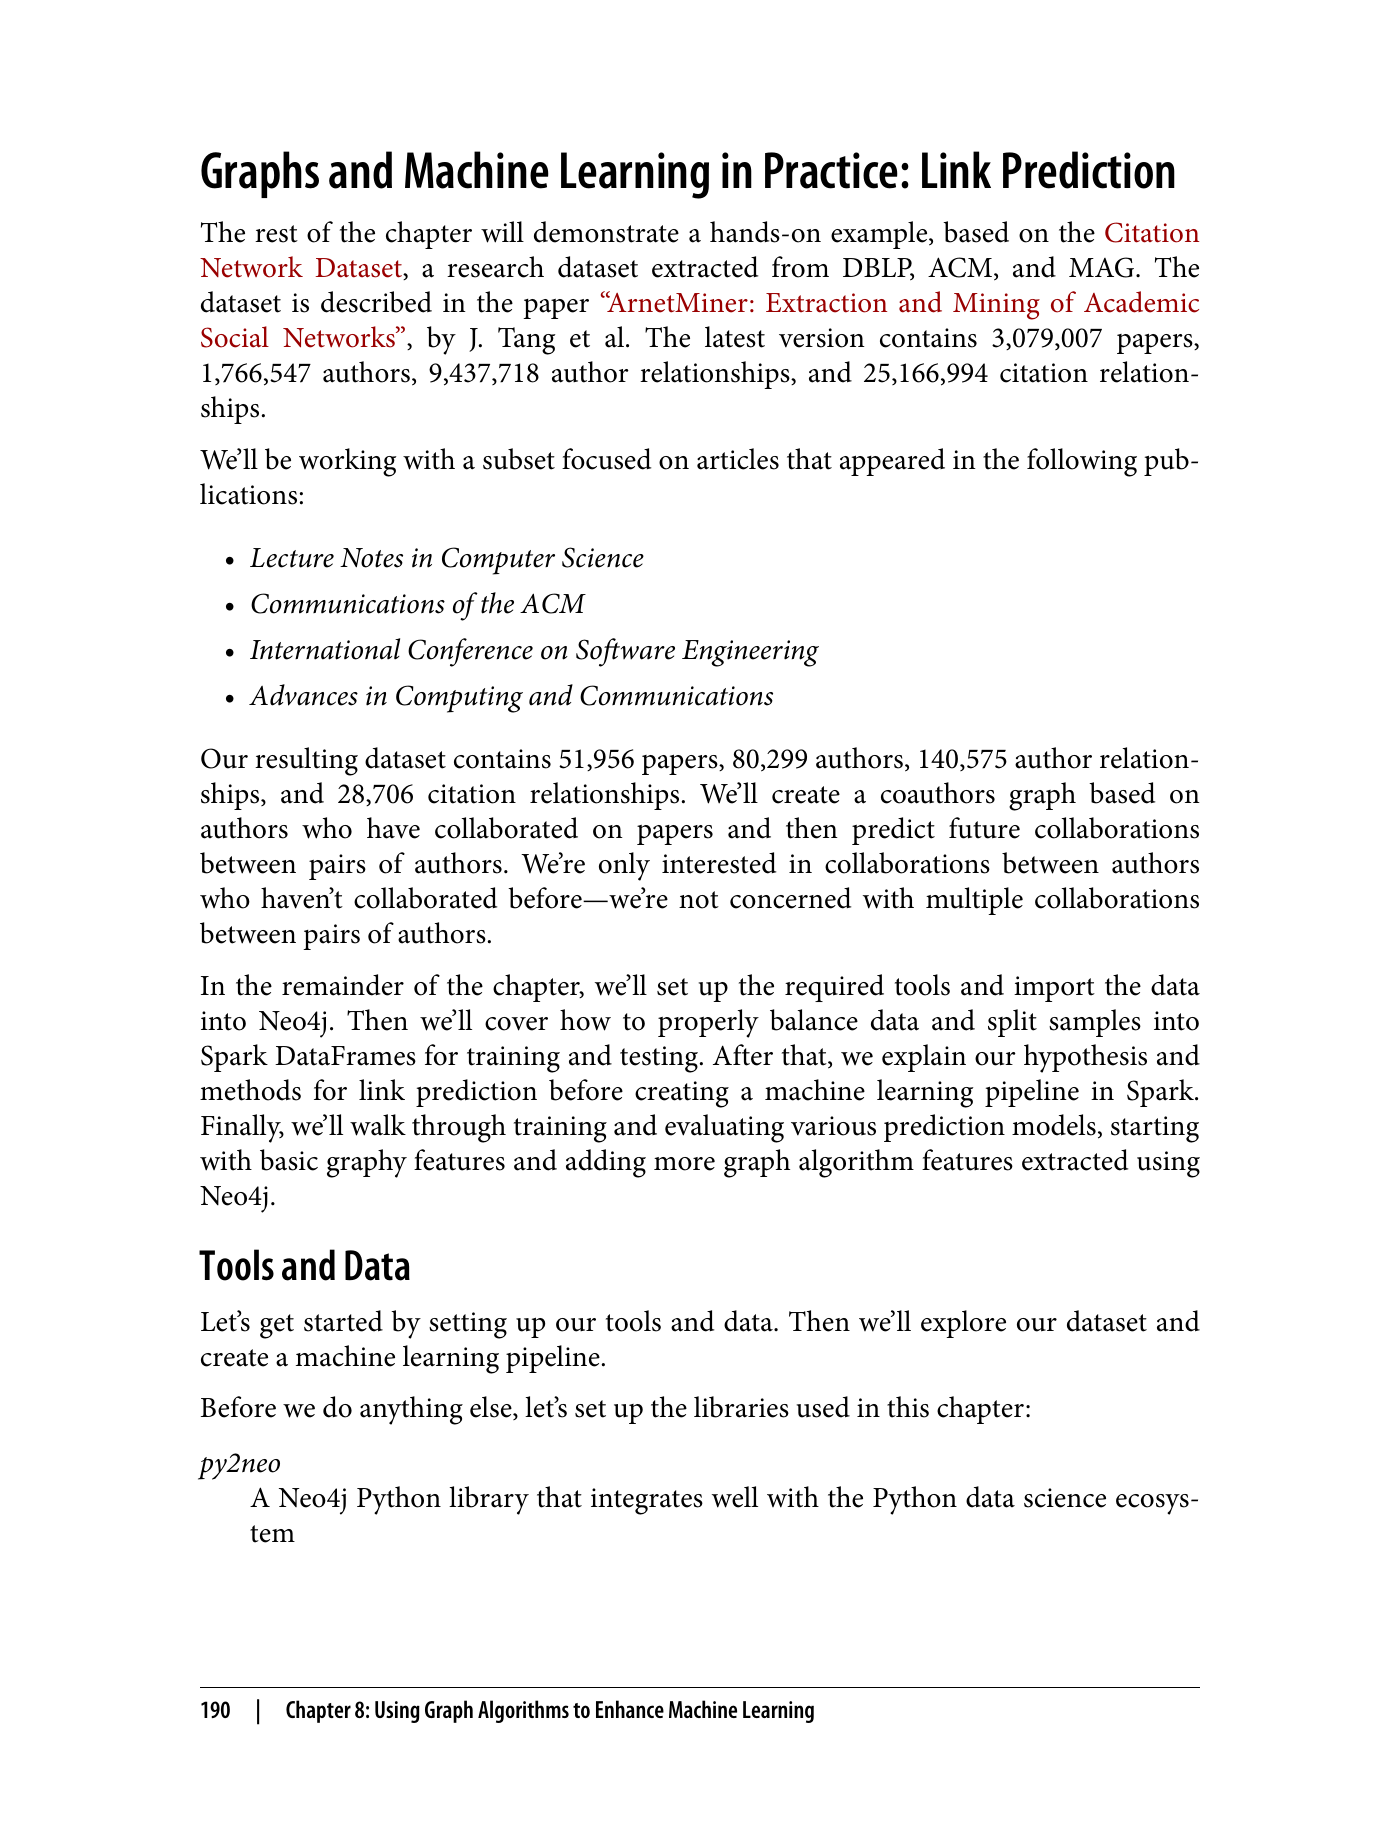 Graphs and Machine Learning in Practice: Link Prediction
The rest of the chapter will demonstrate a hands-on example, based on the Citation
Network Dataset, a research dataset extracted from DBLP, ACM, and MAG. The
dataset is described in the paper “ArnetMiner: Extraction and Mining of Academic
Social Networks”, by J. Tang et al. The latest version contains 3,079,007 papers,
1,766,547 authors, 9,437,718 author relationships, and 25,166,994 citation relation-
ships.
We’ll be working with a subset focused on articles that appeared in the following pub-
lications:
• Lecture Notes in Computer Science
• Communications of the ACM
• International Conference on Software Engineering
• Advances in Computing and Communications
Our resulting dataset contains 51,956 papers, 80,299 authors, 140,575 author relation-
ships, and 28,706 citation relationships. We’ll create a coauthors graph based on
authors who have collaborated on papers and then predict future collaborations
between pairs of authors. We’re only interested in collaborations between authors
who haven’t collaborated before—we’re not concerned with multiple collaborations
between pairs of authors.
In the remainder of the chapter, we’ll set up the required tools and import the data
into Neo4j. Then we’ll cover how to properly balance data and split samples into
Spark DataFrames for training and testing. After that, we explain our hypothesis and
methods for link prediction before creating a machine learning pipeline in Spark.
Finally, we’ll walk through training and evaluating various prediction models, starting
with basic graphy features and adding more graph algorithm features extracted using
Neo4j.
Tools and Data
Let’s get started by setting up our tools and data. Then we’ll explore our dataset and
create a machine learning pipeline.
Before we do anything else, let’s set up the libraries used in this chapter:
py2neo
A Neo4j Python library that integrates well with the Python data science ecosys-
tem
190 | Chapter 8: Using Graph Algorithms to Enhance Machine Learning